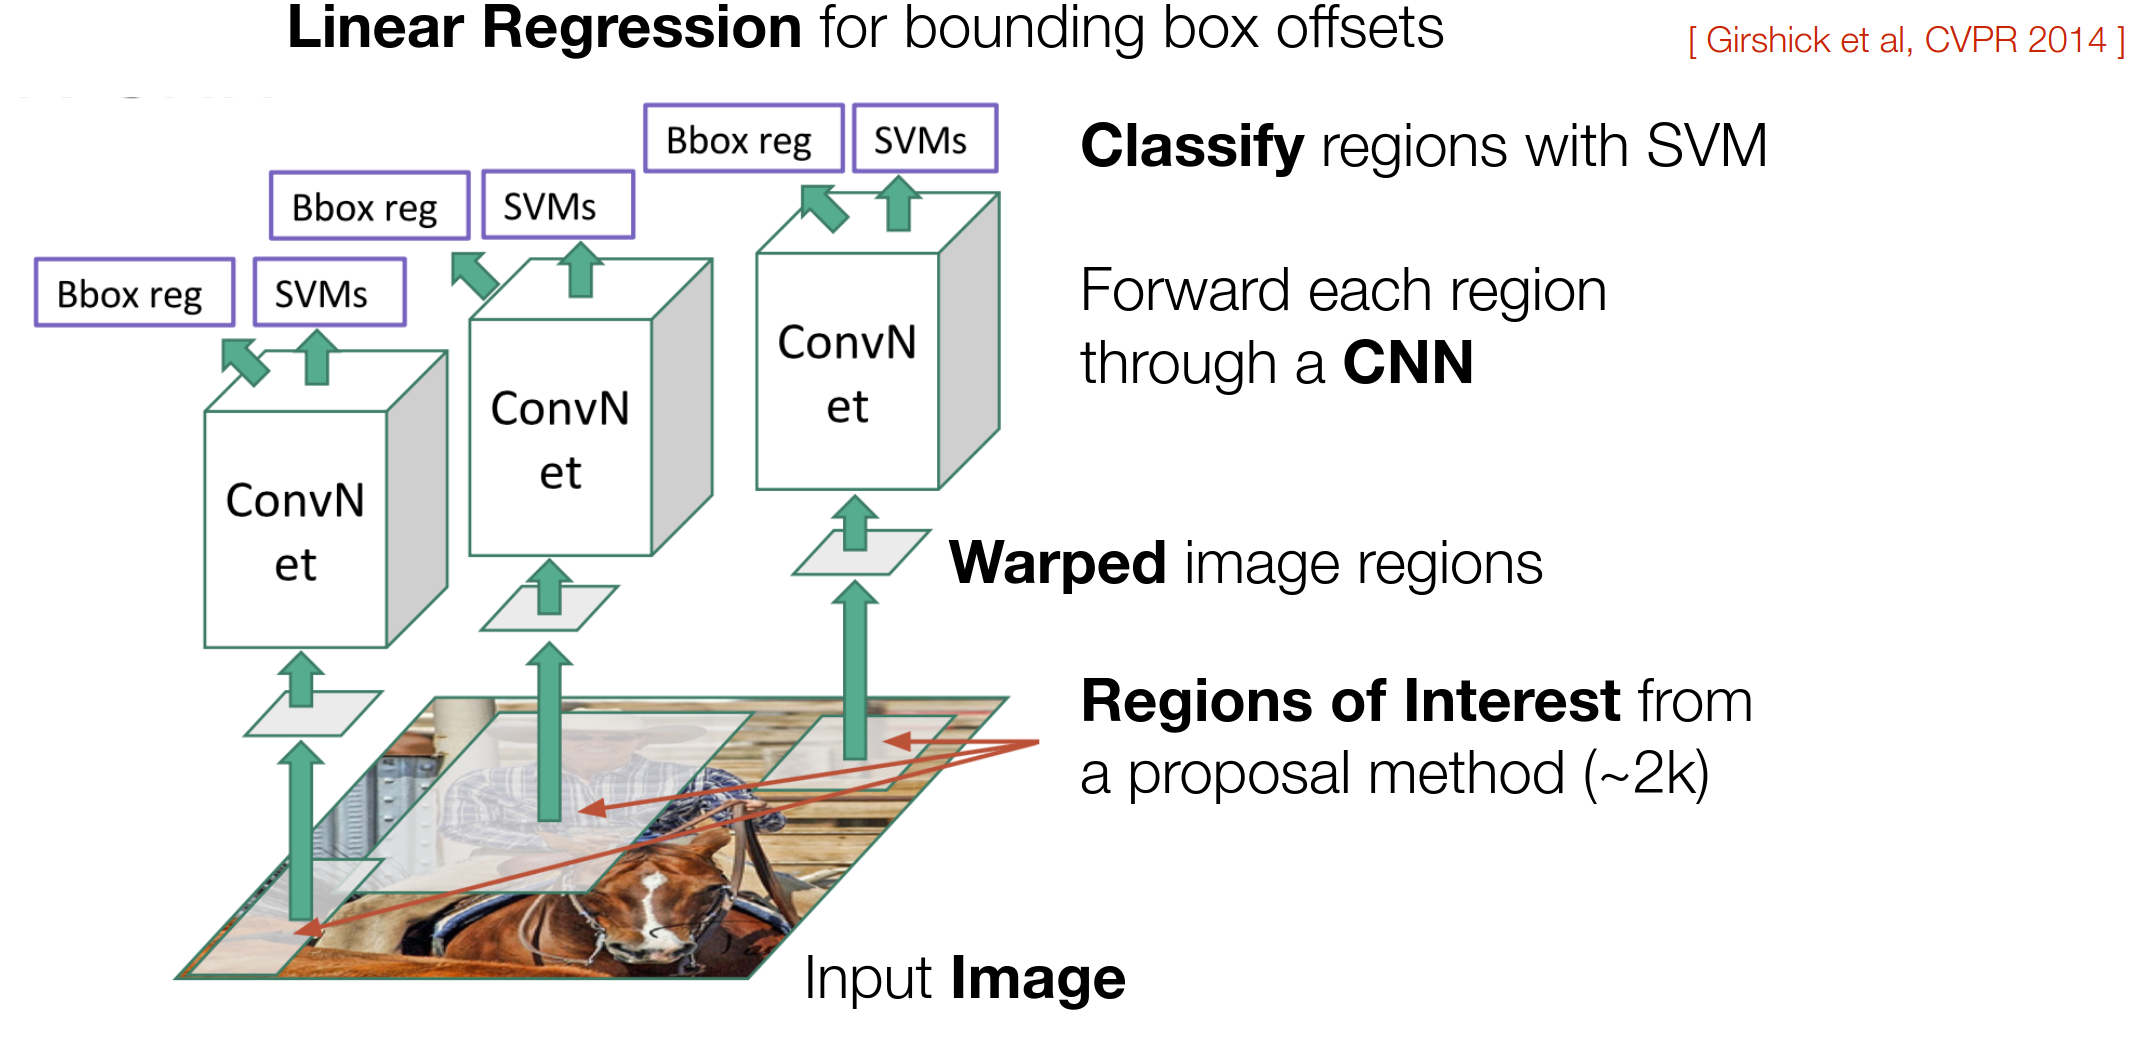 Linear Regression for bounding box offsets
[ Girshick et al, CVPR 2014 ]
Bbox reg
SVMs
Classify regions with SVM
Bbox reg
SVMs
Bbox reg
SVMs
Forward each region
through a CNN
ConvN
et
ConvN
et
ConvN
et
Warped image regions
Regions of Interest from
a proposal method (~2k)
Input Image